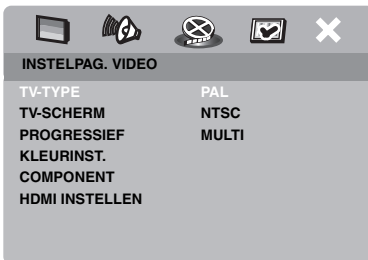 INSTELPAG. VIDEO
TV-TYPE PAL
TV-SCHERM NTSC
PROGRESSIEF MULTI
KLEURINST.
COMPONENT
HDMI INSTELLEN